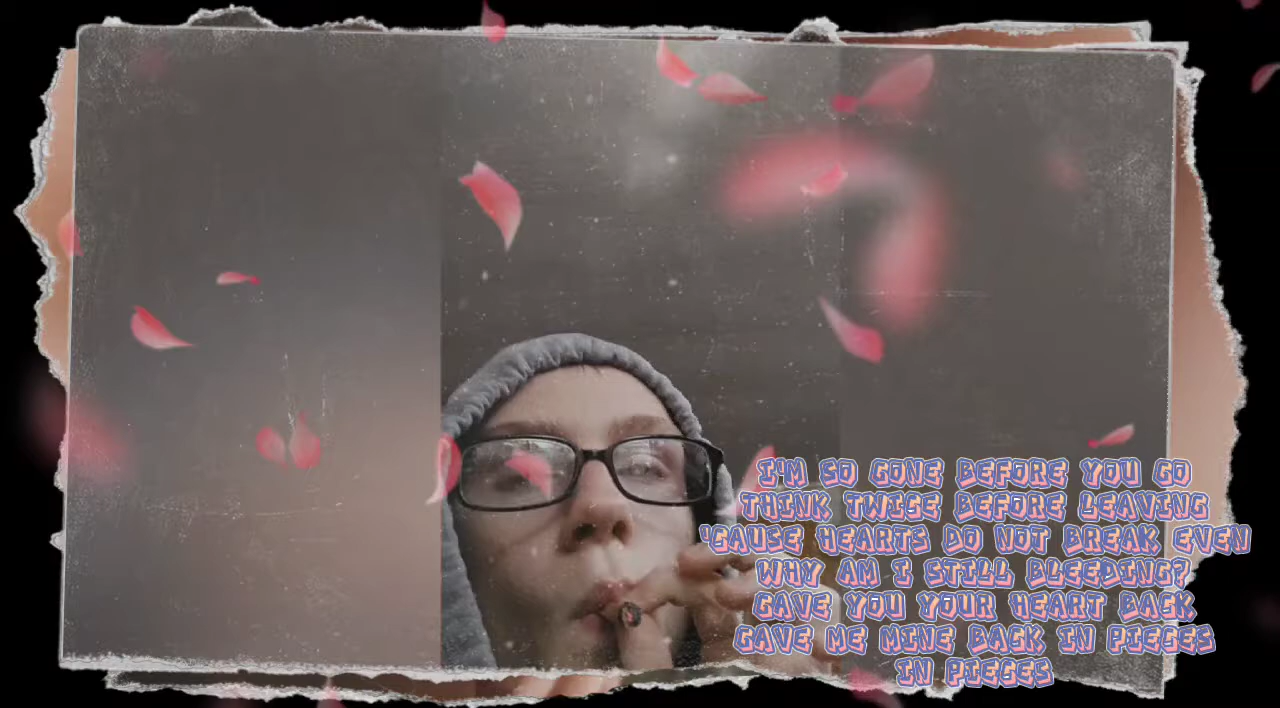 I'M SO GONE BEFORE YOU GO
THINK TWICE BEFORE LEAVING
'CAUSE HEARTS DO NOT BREAK EVEN
WHY AM I STILL BLEEDING?
GAVE YOU YOUR HEART BACK
GAVE ME MINE BACK IN PIECES
IN PIECES